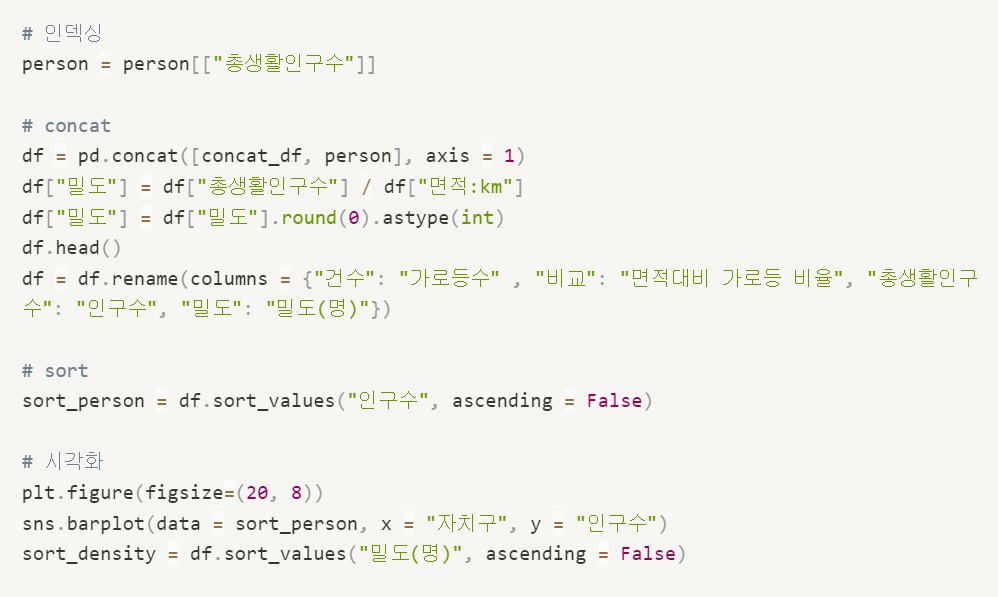 # 인덱싱
person = person[["총생활인구수"]]
# concat
df = pd.concat([concat_df, person], axis = 1)
df["밀도"] = df["총생활인구수"] / df["면적:km"]
df["밀도"] = df["밀도"].round(0).astype(int)
df.head()
df = df.rename(columns = {"건수": "가로등수" , "비교": "면적대비 가로등 비율", "총생활인구
수": "인구수", "밀도": "밀도(명)"})
# sort
sort_person = df.sort_values("인구수", ascending = False)
# 시각화
plt.figure(figsize=(20, 8))
sns.barplot(data = sort_person, x = "자치구", y = "인구수")
sort_density = df.sort_values("밀도(명)", ascending = False)